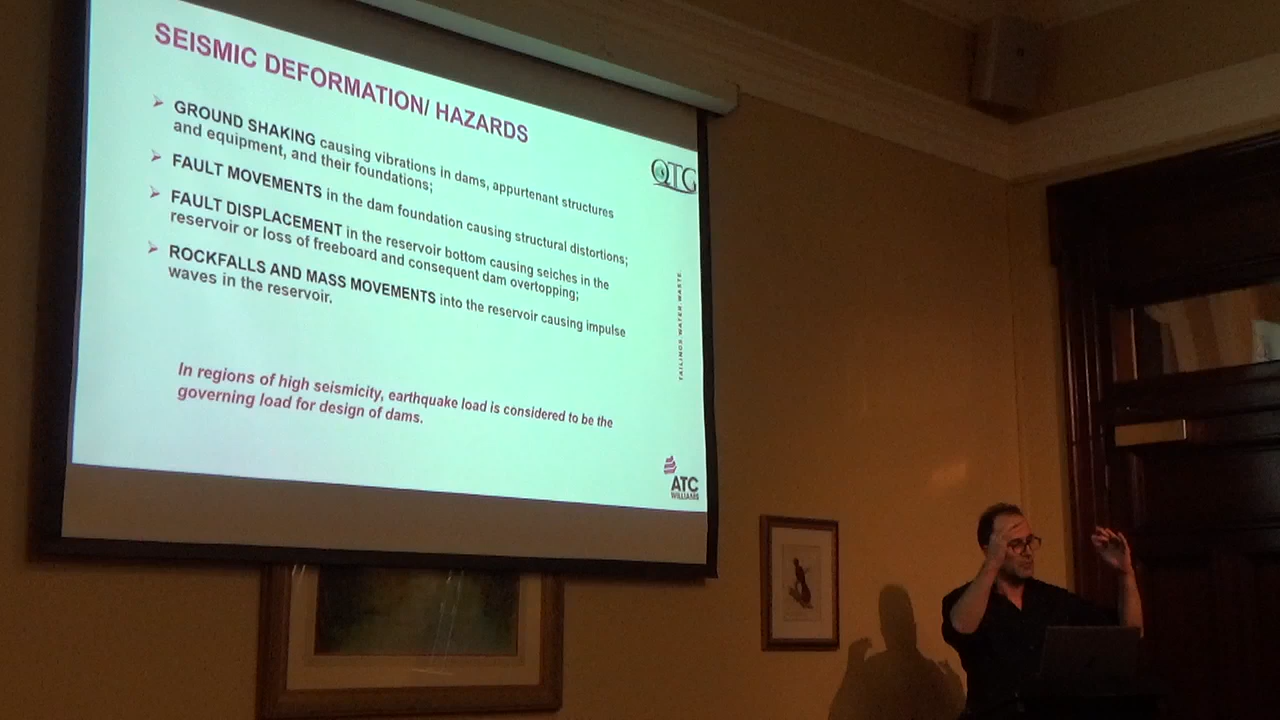 SEISMIC DEFORMATION/ HAZARDS
GROUND SHAKING causing vibrations in dams, appurtenant structures
and equipment, and their foundations;
FAULT MOVEMENTS in the dam foundation causing structural distortions;
FAULT DISPLACEMENT in the reservoir bottom causing seiches in the
reservoir or loss of freeboard and consequent dam overtopping;
ROCKFALLS AND MASS MOVEMENTS into the reservoir causing impulse
waves in the reservoir.
In regions of high seismicity, earthquake load is considered to be the
governing load for design of dams.
QTG
TAILINGS.WATER.WASTE.
ATC
WILLIAMS